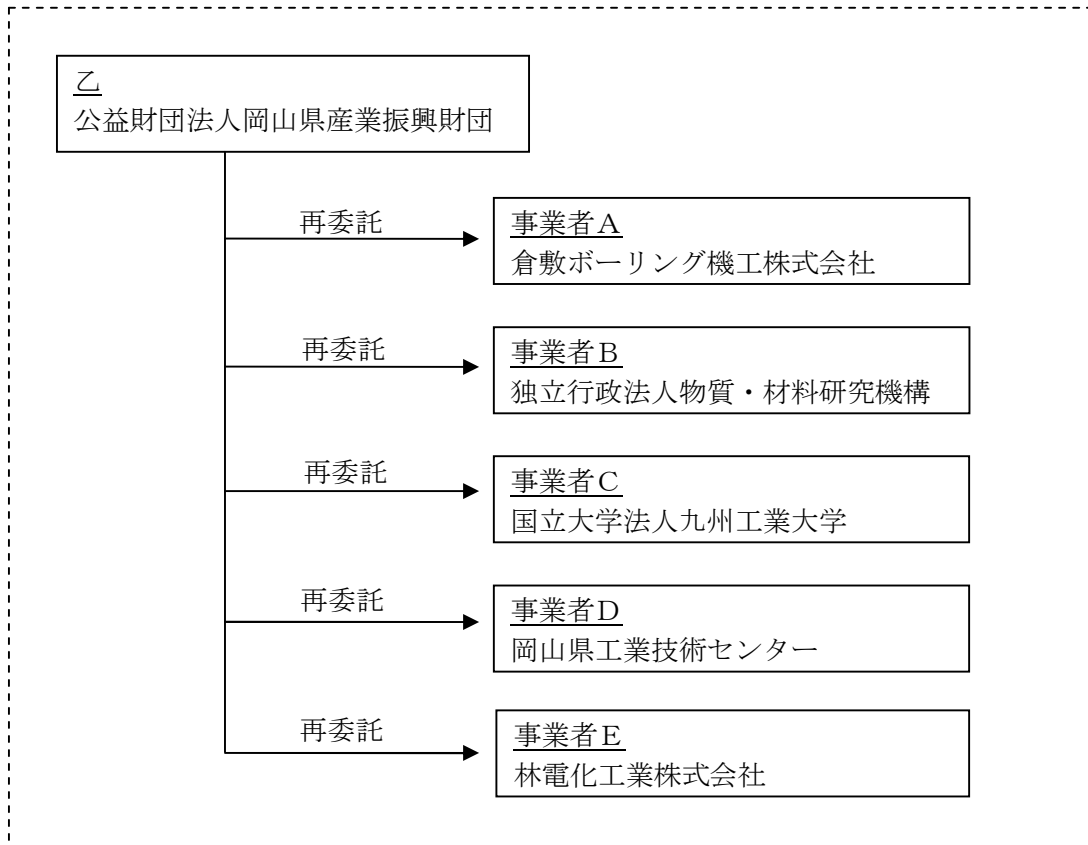 乙
公益財団法人岡山県産業振興財団
再委託
事業者A
倉敷ボーリング機工株式会社
再委託
事業者B
独立行政法人物質・材料研究機構
再委託
事業者C
国立大学法人九州工業大学
再委託
事業者D
岡山県工業技術センター
再委託
事業者E
林電化工業株式会社